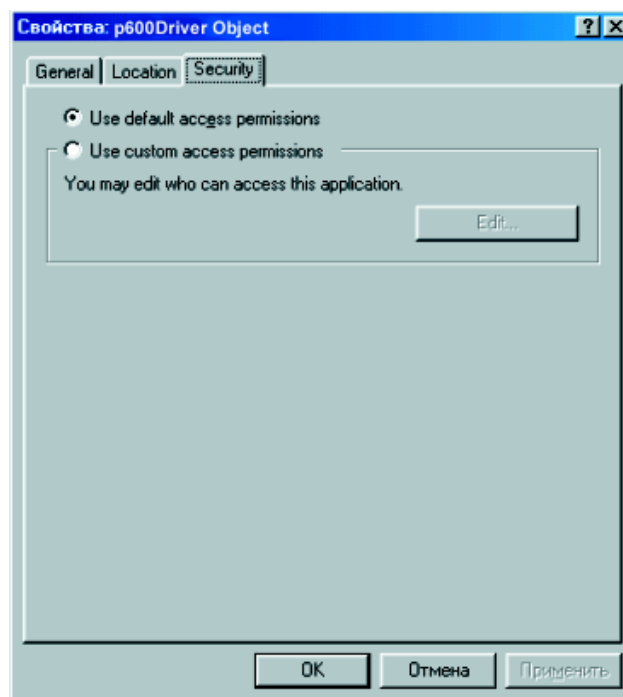 Свойства: p600Driver Object
General Location Security
Use default access permissions
Use custom access permissions
You may edit who can access this application.
Edit...
OK Отмена Применить